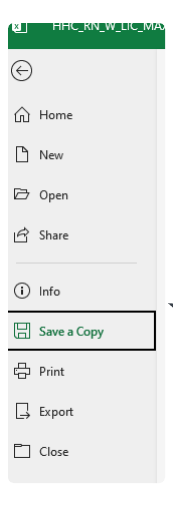 HHC_RN_W_LIC_MAX
Home
New
Open
Share
Info
Save a Copy
Print
Export
Close